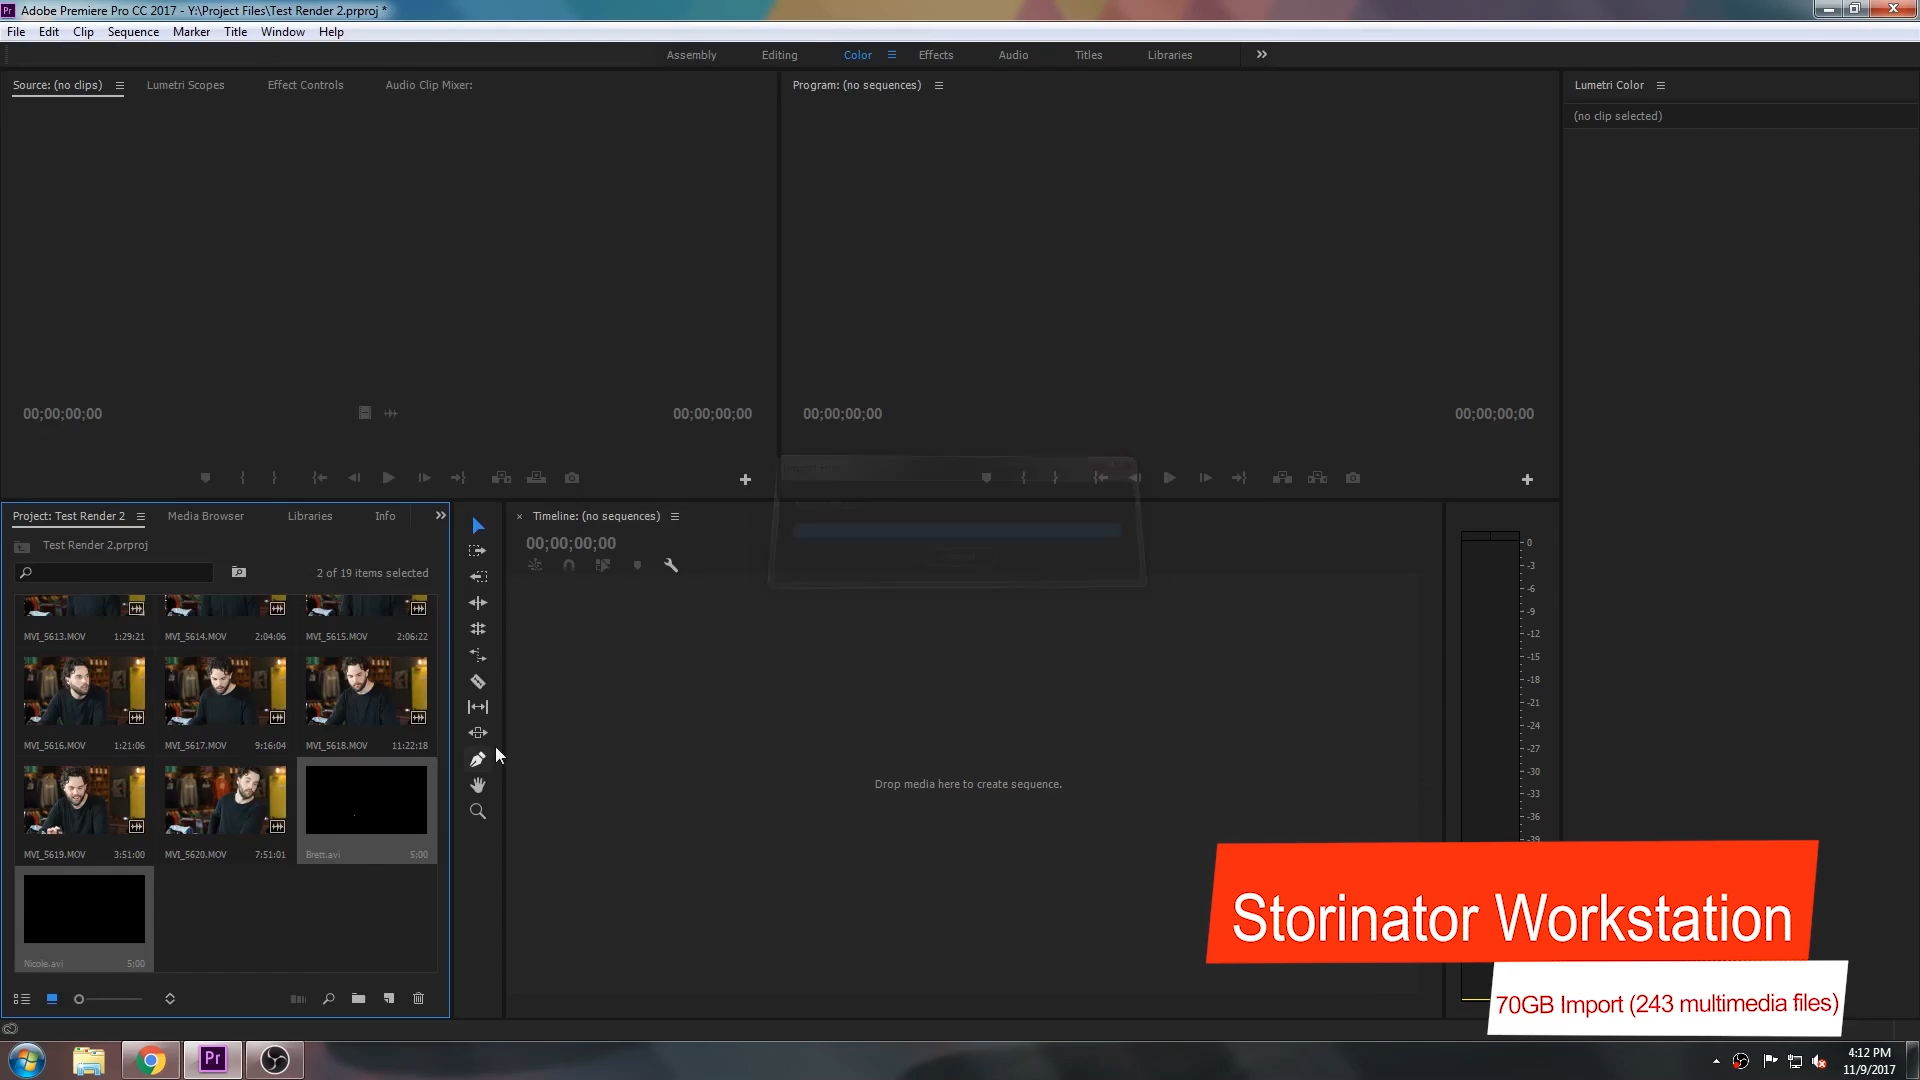 Adobe Premiere Pro CC 2017 - Y:\Project Files\Test Render 2.prproj *
File Edit Clip Sequence Marker Title Window Help
Assembly Editing Color Effects Audio Titles Libraries
Source: (no clips) Lumetri Scopes Effect Controls Audio Clip Mixer:
Program: (no sequences)
Lumetri Color
(no clip selected)
00;00;00;00 00;00;00;00
00;00;00;00 00;00;00;00
Project: Test Render 2 Media Browser Libraries Info
Test Render 2.prproj
2 of 19 items selected
MVI_5613.MOV 1:29:21 MVI_5614.MOV 2:04:06 MVI_5615.MOV 2:06:22
MVI_5616.MOV 1:21:06 MVI_5617.MOV 9:16:04 MVI_5618.MOV 11:22:18
MVI_5619.MOV 3:51:00 MVI_5620.MOV 7:51:01 Brett.avi 5:00
Nicole.avi 5:00
× Timeline: (no sequences)
00;00;00;00
Drop media here to create sequence.
0
-3
-6
-9
-12
-15
-18
-21
-24
-27
-30
-33
-36
-39
Storinator Workstation
70GB Import (243 multimedia files)
Pr
4:12 PM
11/9/2017